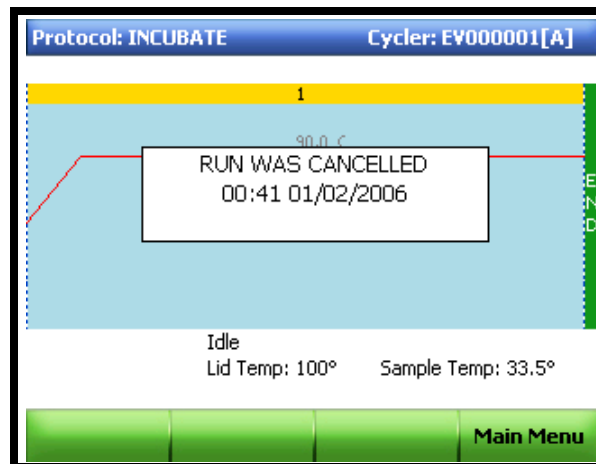 Protocol: INCUBATE Cycler: EV000001[A]
1
90.0 C
RUN WAS CANCELLED
00:41 01/02/2006
END
Idle
Lid Temp: 100° Sample Temp: 33.5°
Main Menu